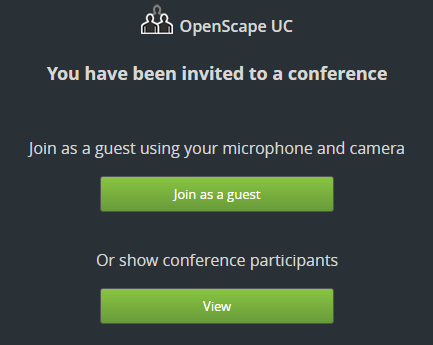 OpenScape UC
You have been invited to a conference
Join as a guest using your microphone and camera
Join as a guest
Or show conference participants
View